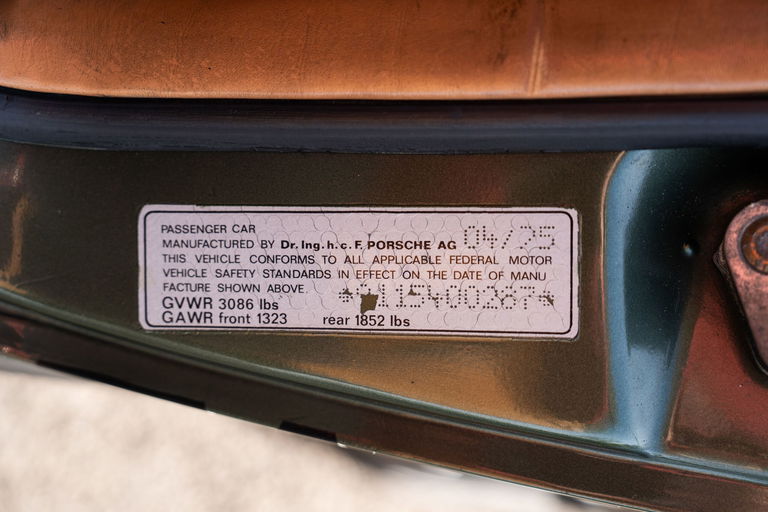 PASSENGER CAR
MANUFACTURED BY Dr. Ing. h. c. F. PORSCHE AG 04/25
THIS VEHICLE CONFORMS TO ALL APPLICABLE FEDERAL MOTOR
VEHICLE SAFETY STANDARDS IN EFFECT ON THE DATE OF MANU
FACTURE SHOWN ABOVE
GVWR 3086 lbs *9115400267*
GAWR front 1323 rear 1852 lbs